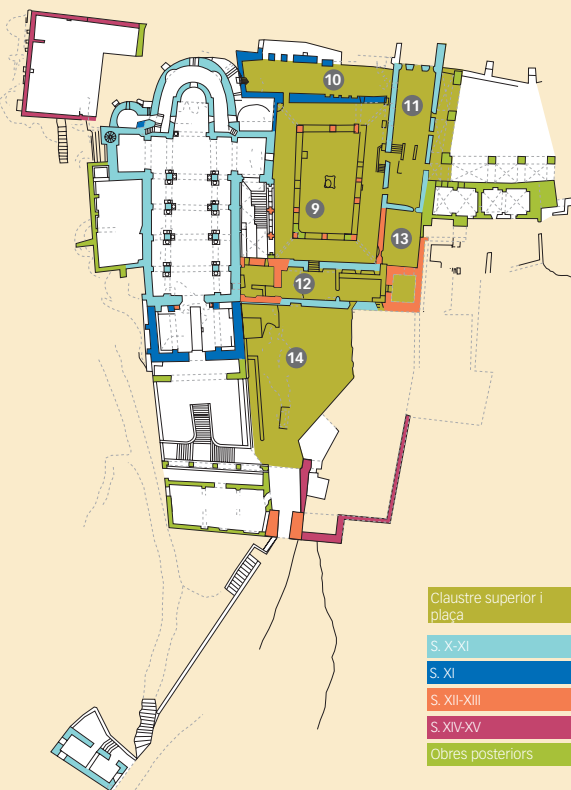 10
11
9
13
12
14
Claustre superior i
plaça
S. X-XI
S. XI
S. XII-XIII
S. XIV-XV
Obres posteriors